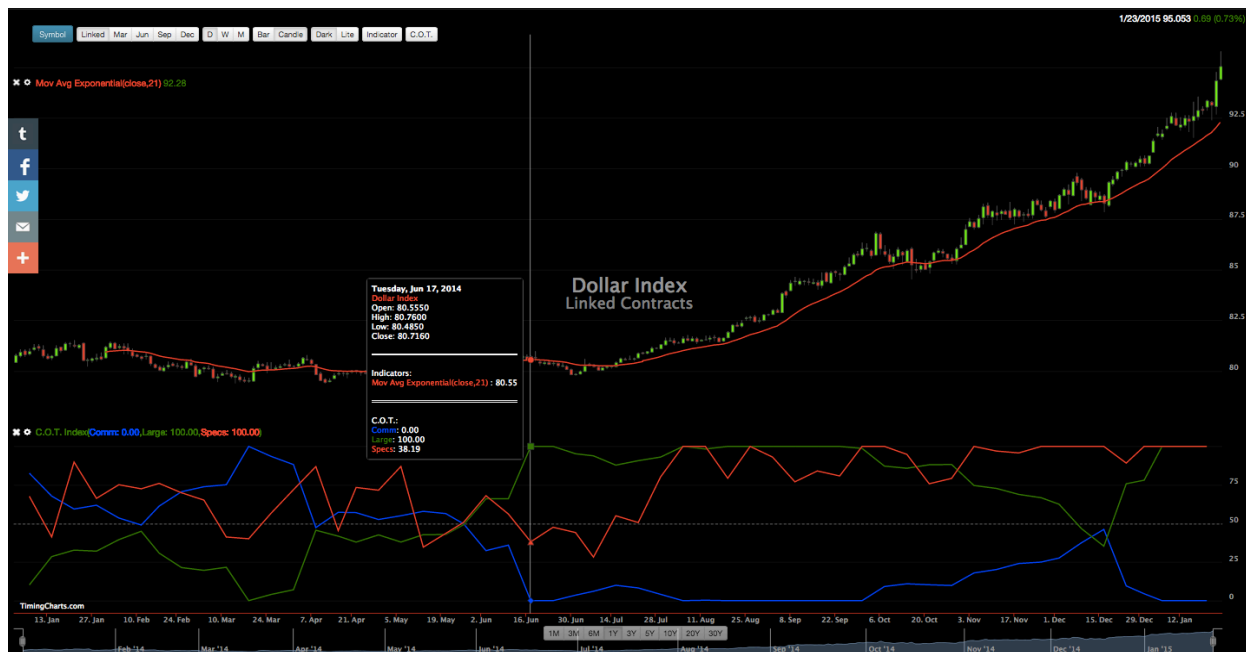 1/23/2015 95.053 0.69 (0.73%)
Symbol Linked Mar Jun Sep Dec D W M Bar Candle Dark Lite Indicator C.O.T.
Mov Avg Exponential(close,21) 92.28
92.5
90
87.5
85
82.5
80
Dollar Index
Linked Contracts
Tuesday, Jun 17, 2014
Dollar Index
Open: 80.5550
High: 80.7600
Low: 80.4850
Close: 80.7160
Indicators:
Mov Avg Exponential(close,21) : 80.55
C.O.T.:
Comm: 0.00
Large: 100.00
Specs: 38.19
C.O.T. Index(Comm: 0.00,Large: 100.00,Specs: 100.00)
75
50
25
0
TimingCharts.com
13. Jan 27. Jan 10. Feb 24. Feb 10. Mar 24. Mar 7. Apr 21. Apr 5. May 19. May 2. Jun 16. Jun 30. Jun 14. Jul 28. Jul 11. Aug 25. Aug 8. Sep 22. Sep 6. Oct 20. Oct 3. Nov 17. Nov 1. Dec 15. Dec 29. Dec 12. Jan
1M 3M 6M 1Y 3Y 5Y 10Y 20Y 30Y
Feb '14 Mar '14 Apr '14 May '14 Jun '14 Jul '14 Aug '14 Sep '14 Oct '14 Nov '14 Dec '14 Jan '15